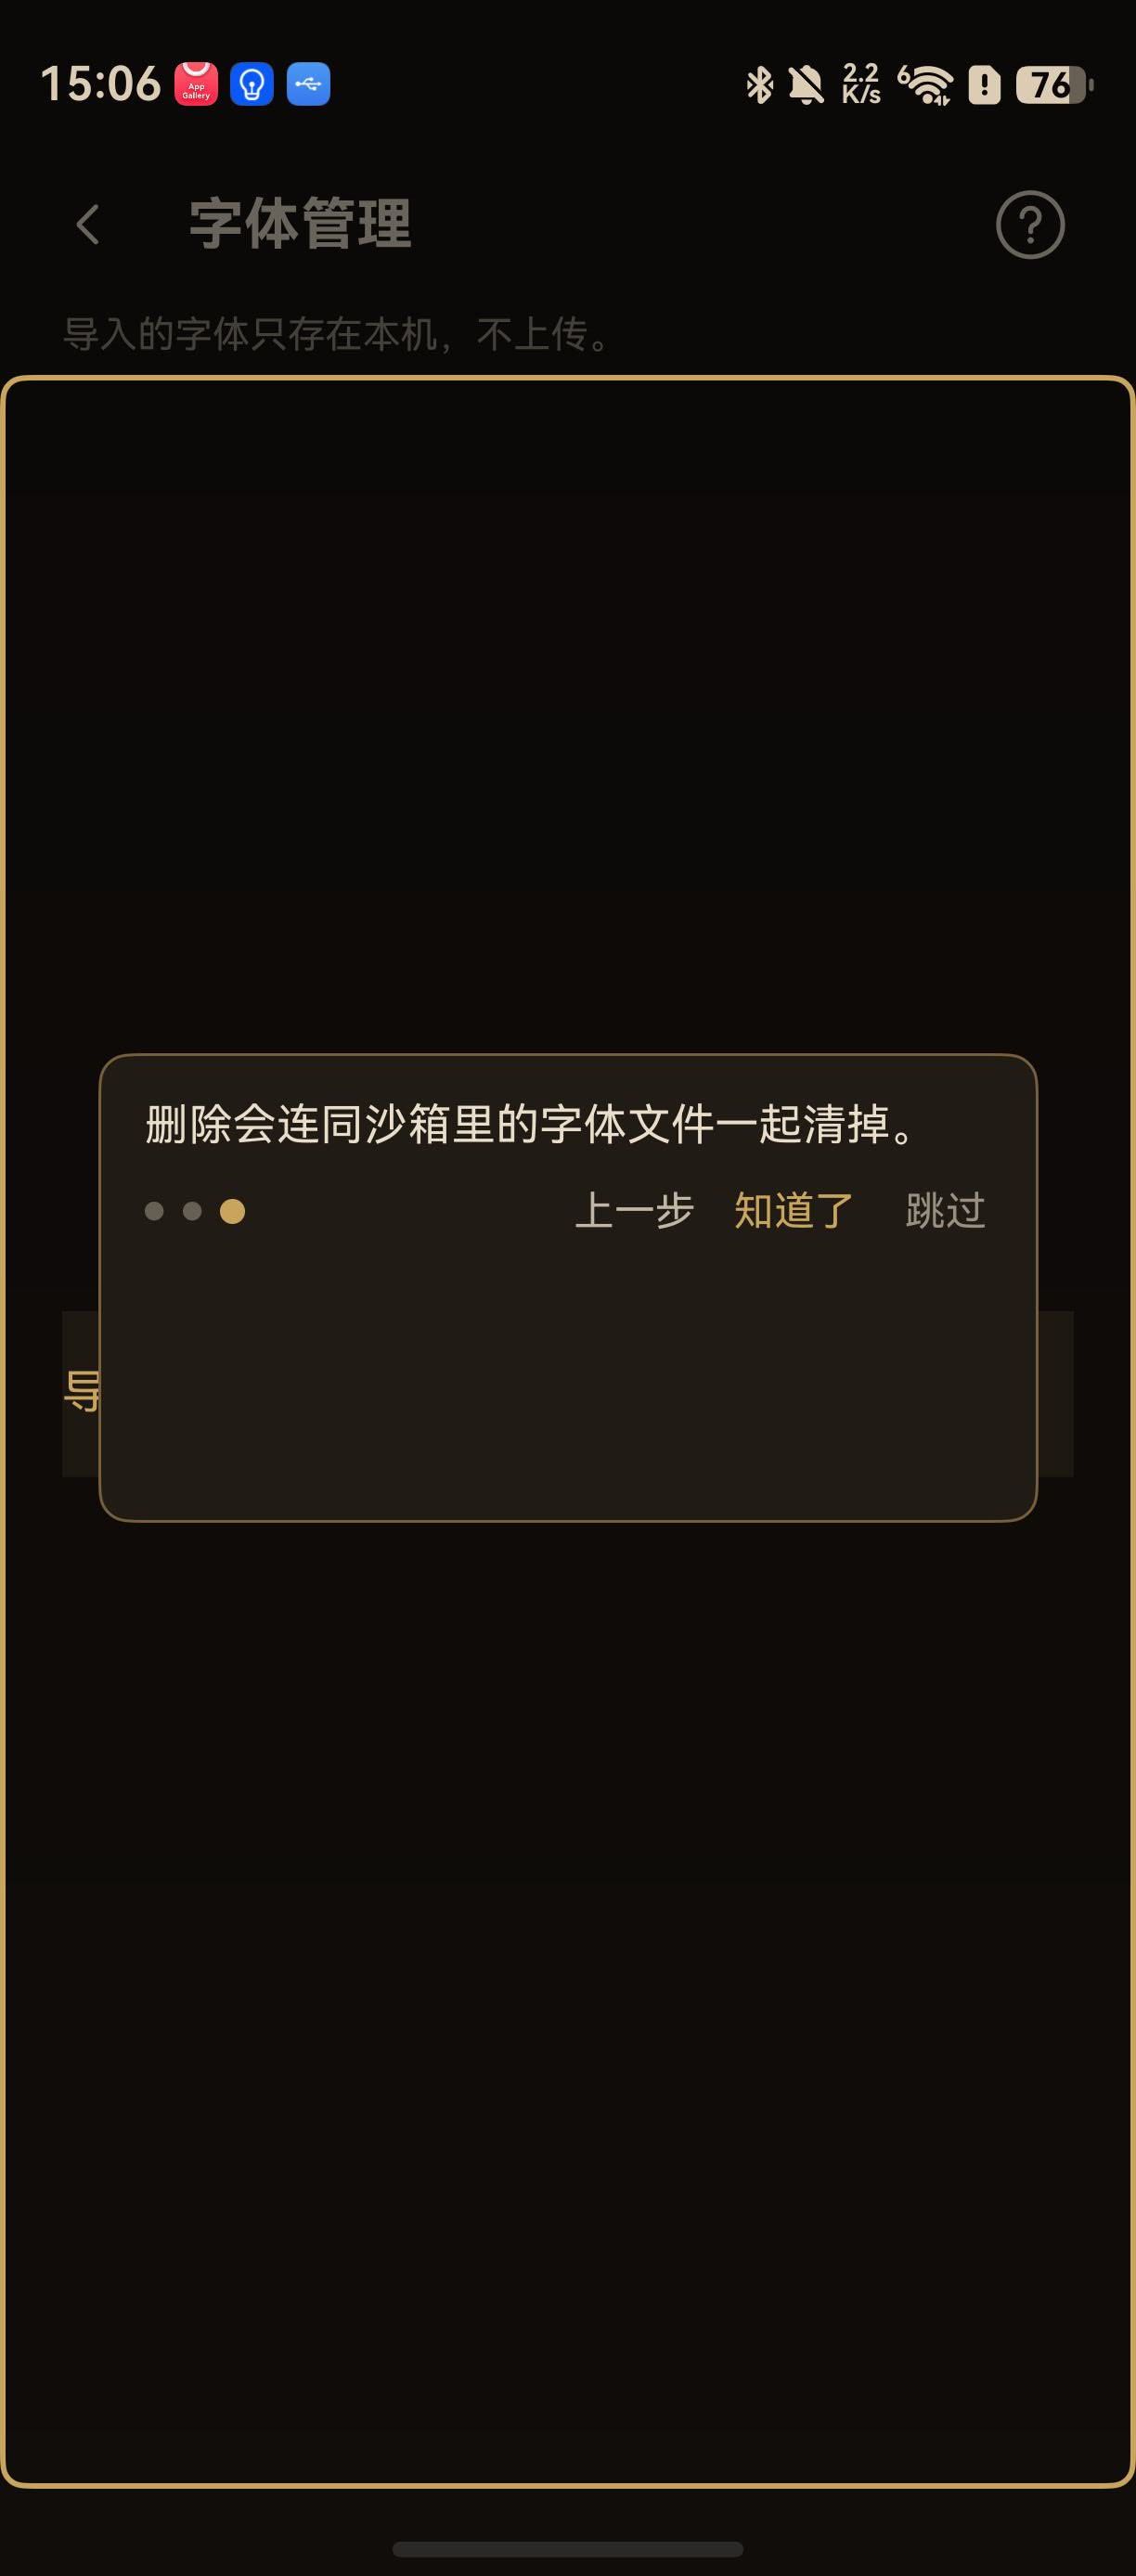 15:06
App
Gallery
2.2
K/s
6
76
字体管理
?
导入的字体只存在本机，不上传。
删除会连同沙箱里的字体文件一起清掉。
上一步 知道了 跳过
导